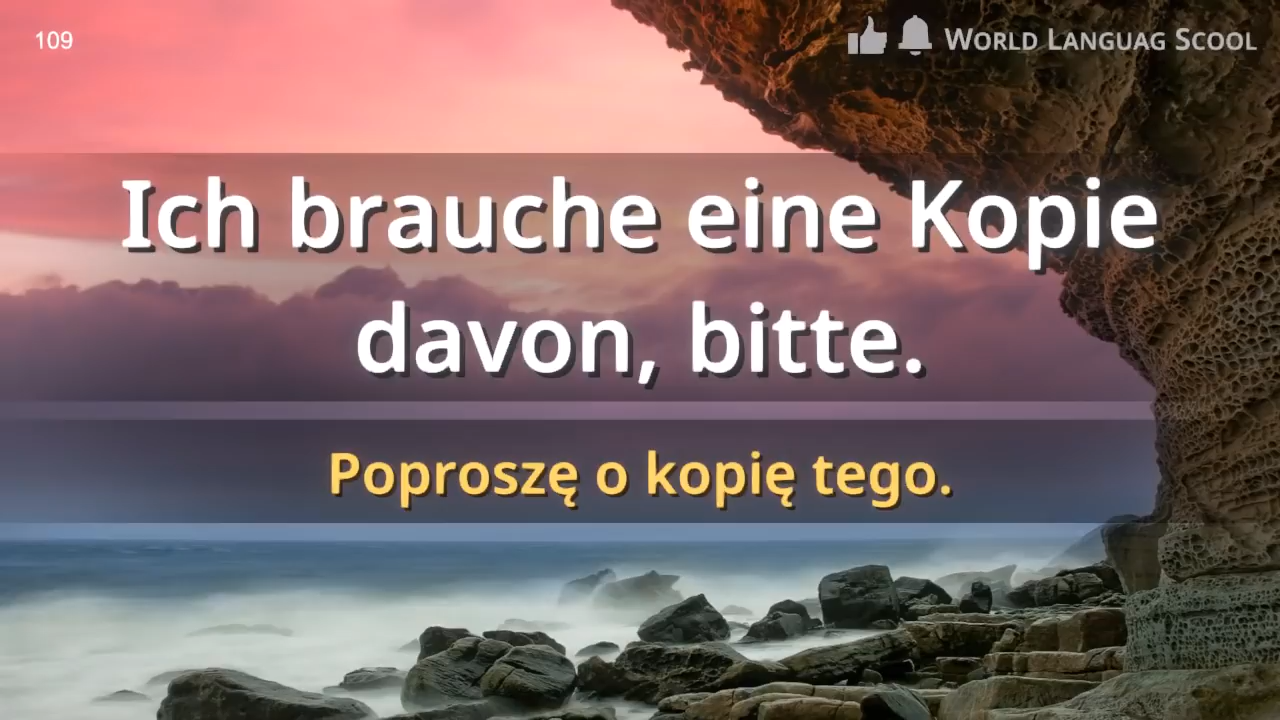 109
World Languag Scool
Ich brauche eine Kopie
davon, bitte.
Poproszę o kopię tego.